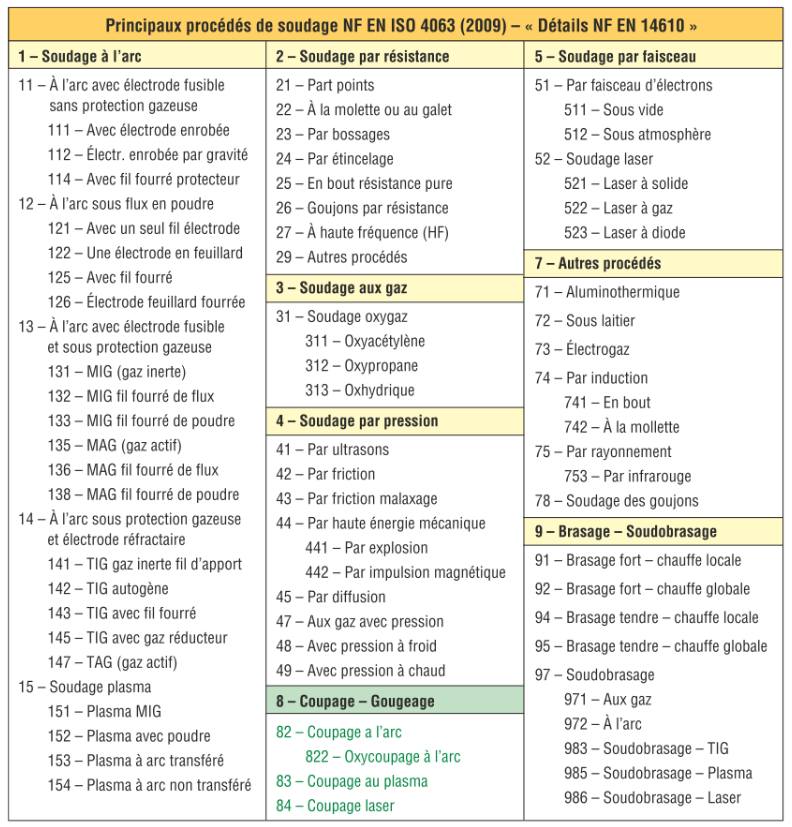 Principaux procédés de soudage NF EN ISO 4063 (2009) – « Détails NF EN 14610 »
1 – Soudage à l’arc
11 – À l’arc avec électrode fusible
sans protection gazeuse
111 – Avec électrode enrobée
112 – Électr. enrobée par gravité
114 – Avec fil fourré protecteur
12 – À l’arc sous flux en poudre
121 – Avec un seul fil électrode
122 – Une électrode en feuillard
125 – Avec fil fourré
126 – Électrode feuillard fourrée
13 – À l’arc avec électrode fusible
et sous protection gazeuse
131 – MIG (gaz inerte)
132 – MIG fil fourré de flux
133 – MIG fil fourré de poudre
135 – MAG (gaz actif)
136 – MAG fil fourré de flux
138 – MAG fil fourré de poudre
14 – À l’arc sous protection gazeuse
et électrode réfractaire
141 – TIG gaz inerte fil d’apport
142 – TIG autogène
143 – TIG avec fil fourré
145 – TIG avec gaz réducteur
147 – TAG (gaz actif)
15 – Soudage plasma
151 – Plasma MIG
152 – Plasma avec poudre
153 – Plasma à arc transféré
154 – Plasma à arc non transféré
2 – Soudage par résistance
21 – Part points
22 – À la molette ou au galet
23 – Par bossages
24 – Par étincelage
25 – En bout résistance pure
26 – Goujons par résistance
27 – À haute fréquence (HF)
29 – Autres procédés
3 – Soudage aux gaz
31 – Soudage oxygaz
311 – Oxyacétylène
312 – Oxypropane
313 – Oxhydrique
4 – Soudage par pression
41 – Par ultrasons
42 – Par friction
43 – Par friction malaxage
44 – Par haute énergie mécanique
441 – Par explosion
442 – Par impulsion magnétique
45 – Par diffusion
47 – Aux gaz avec pression
48 – Avec pression à froid
49 – Avec pression à chaud
8 – Coupage – Gougeage
82 – Coupage a l’arc
822 – Oxycoupage à l’arc
83 – Coupage au plasma
84 – Coupage laser
5 – Soudage par faisceau
51 – Par faisceau d’électrons
511 – Sous vide
512 – Sous atmosphère
52 – Soudage laser
521 – Laser à solide
522 – Laser à gaz
523 – Laser à diode
7 – Autres procédés
71 – Aluminothermique
72 – Sous laitier
73 – Électrogaz
74 – Par induction
741 – En bout
742 – À la mollette
75 – Par rayonnement
753 – Par infrarouge
78 – Soudage des goujons
9 – Brasage – Soudobrasage
91 – Brasage fort – chauffe locale
92 – Brasage fort – chauffe globale
94 – Brasage tendre – chauffe locale
95 – Brasage tendre – chauffe globale
97 – Soudobrasage
971 – Aux gaz
972 – À l’arc
983 – Soudobrasage – TIG
985 – Soudobrasage – Plasma
986 – Soudobrasage – Laser